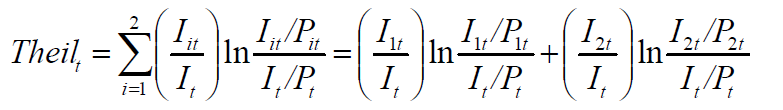 Theil_t = \sum_{i=1}^{2} \left( \frac{I_{it}}{I_t} \right) \ln \frac{I_{it}/P_{it}}{I_t/P_t} = \left( \frac{I_{1t}}{I_t} \right) \ln \frac{I_{1t}/P_{1t}}{I_t/P_t} + \left( \frac{I_{2t}}{I_t} \right) \ln \frac{I_{2t}/P_{2t}}{I_t/P_t}